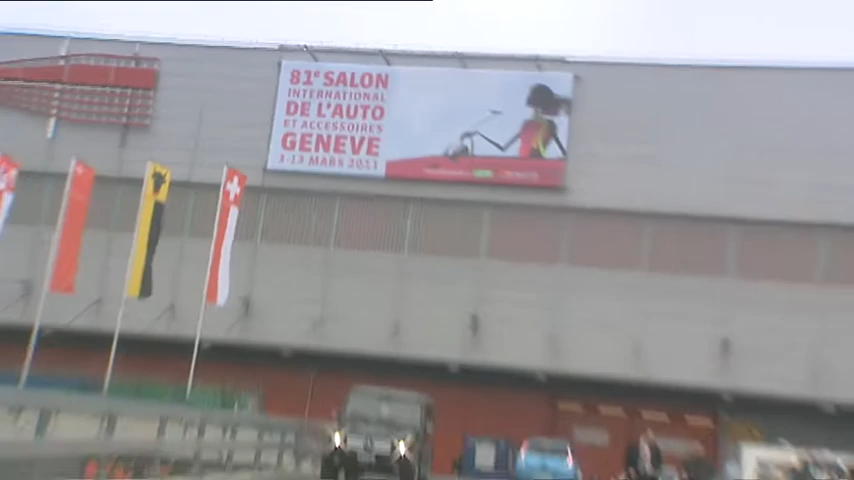 81e SALON
INTERNATIONAL
DE L'AUTO
ET ACCESSOIRES
GENEVE
3-13 MARS 2011